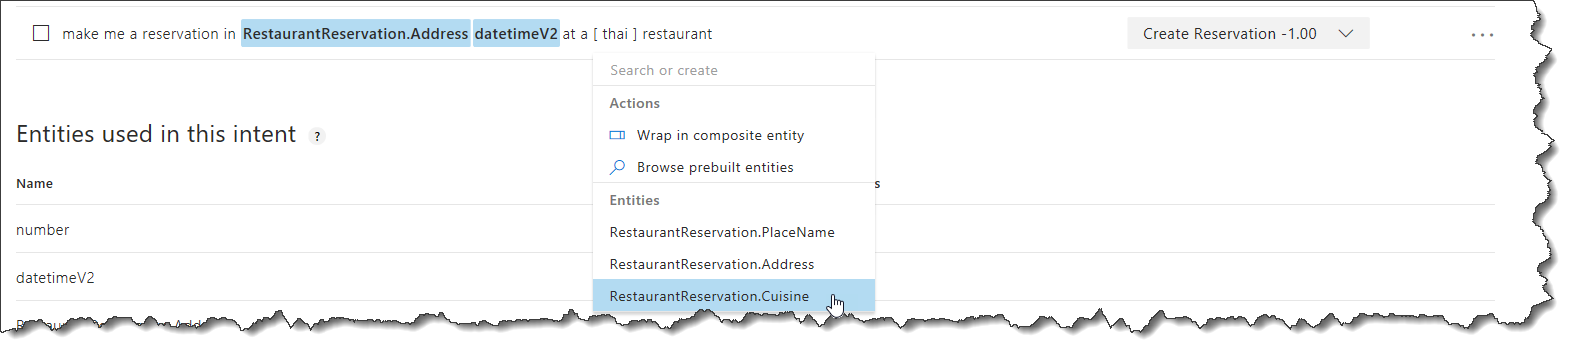 make me a reservation in RestaurantReservation.Address datetimeV2 at a [ thai ] restaurant
Create Reservation -1.00
Search or create
Actions
Entities used in this intent ?
Wrap in composite entity
Browse prebuilt entities
Name
s
Entities
number
RestaurantReservation.PlaceName
RestaurantReservation.Address
datetimeV2
RestaurantReservation.Cuisine